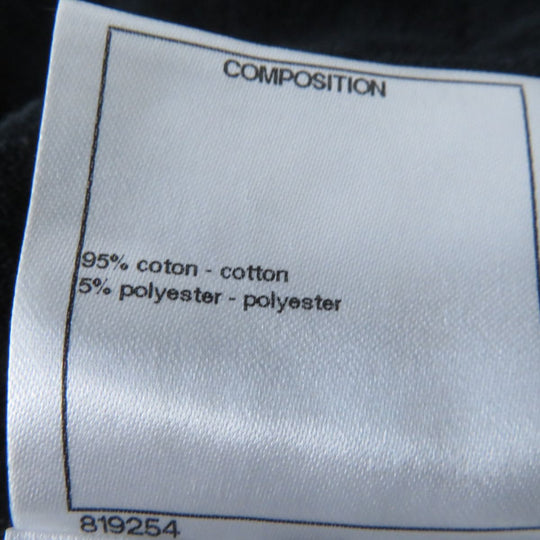 COMPOSITION
95% coton - cotton
5% polyester - polyester
819254